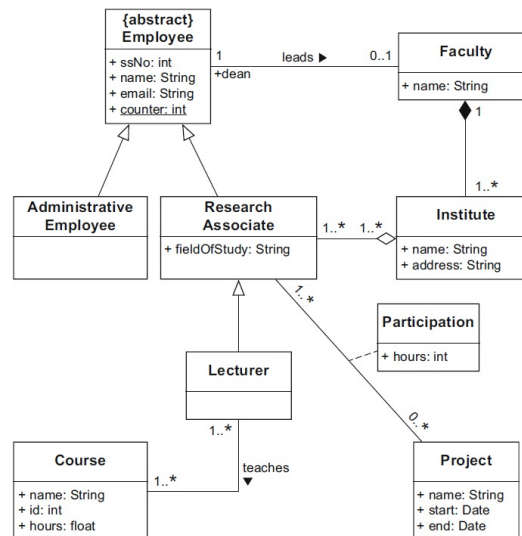 {abstract}
Employee
+ ssNo: int
+ name: String
+ email: String
+ counter: int
1
+dean
leads ▶
0..1
Faculty
+ name: String
1
1..*
Administrative
Employee
Research
Associate
+ fieldOfStudy: String
1..*
1..*
Institute
+ name: String
+ address: String
1..*
Participation
+ hours: int
0..*
Lecturer
1..*
teaches
▼
1..*
Course
+ name: String
+ id: int
+ hours: float
Project
+ name: String
+ start: Date
+ end: Date